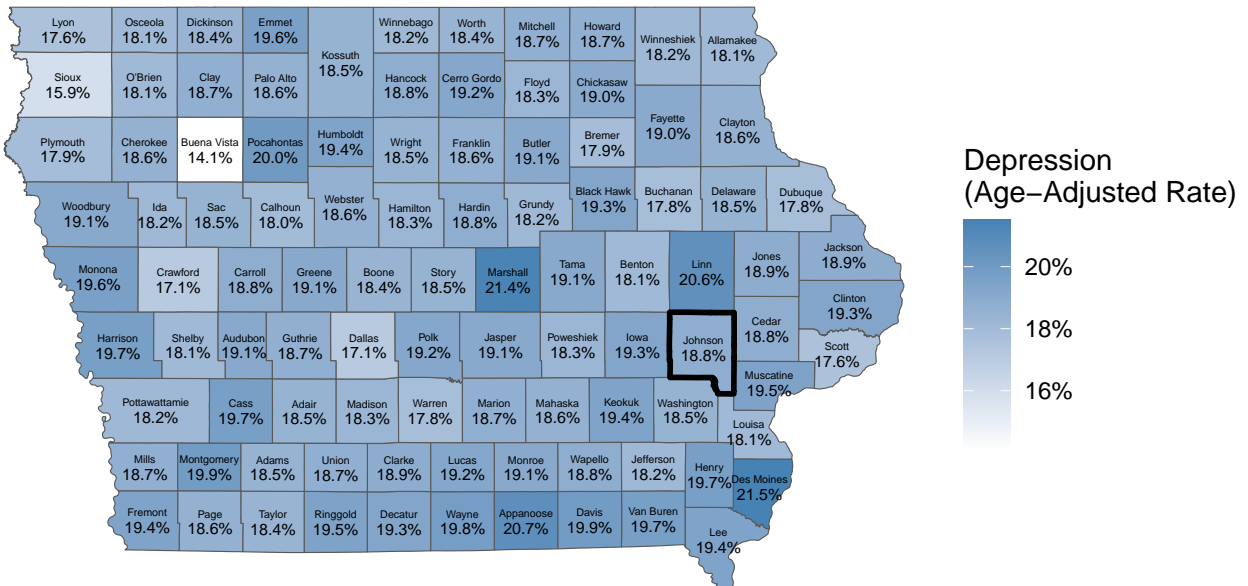 Lyon
17.6%
Osceola
18.1%
Dickinson
18.4%
Emmet
19.6%
Kossuth
18.5%
Winnebago
18.2%
Worth
18.4%
Mitchell
18.7%
Howard
18.7%
Winneshiek
18.2%
Allamakee
18.1%
Sioux
15.9%
O'Brien
18.1%
Clay
18.7%
Palo Alto
18.6%
Hancock
18.8%
Cerro Gordo
19.2%
Floyd
18.3%
Chickasaw
19.0%
Fayette
19.0%
Clayton
18.6%
Plymouth
17.9%
Cherokee
18.6%
Buena Vista
14.1%
Pocahontas
20.0%
Humboldt
19.4%
Wright
18.5%
Franklin
18.6%
Butler
19.1%
Bremer
17.9%
Woodbury
19.1%
Ida
18.2%
Sac
18.5%
Calhoun
18.0%
Webster
18.6%
Hamilton
18.3%
Hardin
18.8%
Grundy
18.2%
Black Hawk
19.3%
Buchanan
17.8%
Delaware
18.5%
Dubuque
17.8%
Monona
19.6%
Crawford
17.1%
Carroll
18.8%
Greene
19.1%
Boone
18.4%
Story
18.5%
Marshall
21.4%
Tama
19.1%
Benton
18.1%
Linn
20.6%
Jones
18.9%
Jackson
18.9%
Clinton
19.3%
Harrison
19.7%
Shelby
18.1%
Audubon
19.1%
Guthrie
18.7%
Dallas
17.1%
Polk
19.2%
Jasper
19.1%
Poweshiek
18.3%
Iowa
19.3%
Johnson
18.8%
Cedar
18.8%
Scott
17.6%
Muscatine
19.5%
Pottawattamie
18.2%
Cass
19.7%
Adair
18.5%
Madison
18.3%
Warren
17.8%
Marion
18.7%
Mahaska
18.6%
Keokuk
19.4%
Washington
18.5%
Louisa
18.1%
Mills
18.7%
Montgomery
19.9%
Adams
18.5%
Union
18.7%
Clarke
18.9%
Lucas
19.2%
Monroe
19.1%
Wapello
18.8%
Jefferson
18.2%
Henry
19.7%
Des Moines
21.5%
Fremont
19.4%
Page
18.6%
Taylor
18.4%
Ringgold
19.5%
Decatur
19.3%
Wayne
19.8%
Appanoose
20.7%
Davis
19.9%
Van Buren
19.7%
Lee
19.4%
Depression
(Age−Adjusted Rate)
20%
18%
16%